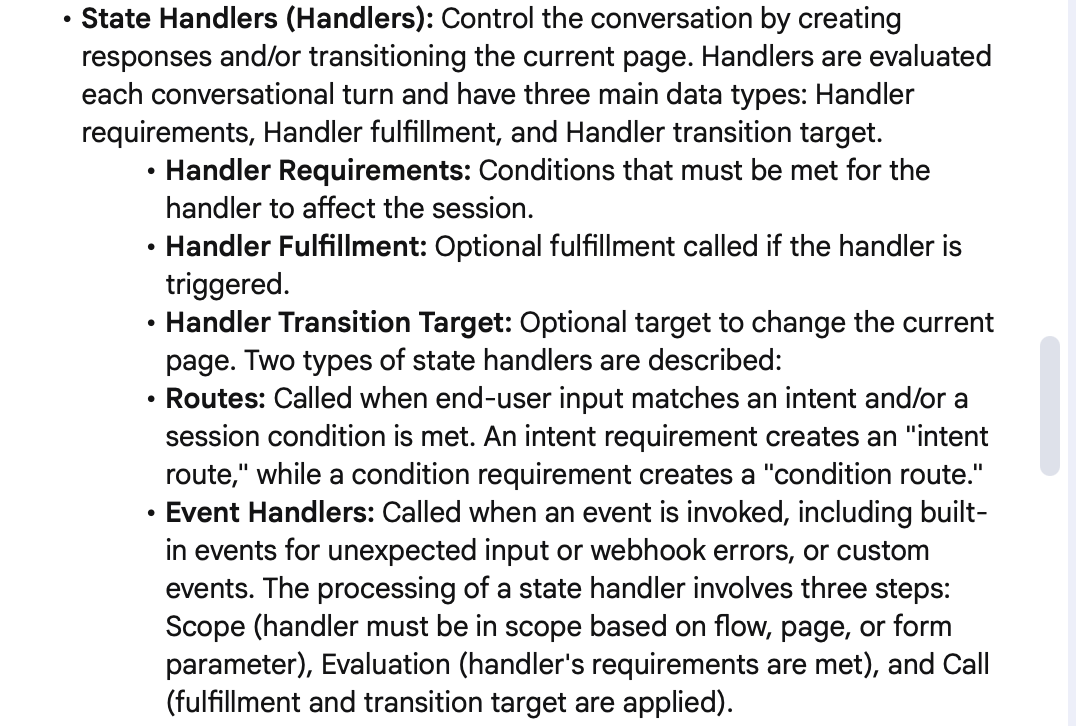 • State Handlers (Handlers): Control the conversation by creating
responses and/or transitioning the current page. Handlers are evaluated
each conversational turn and have three main data types: Handler
requirements, Handler fulfillment, and Handler transition target.
• Handler Requirements: Conditions that must be met for the
handler to affect the session.
• Handler Fulfillment: Optional fulfillment called if the handler is
triggered.
• Handler Transition Target: Optional target to change the current
page. Two types of state handlers are described:
• Routes: Called when end-user input matches an intent and/or a
session condition is met. An intent requirement creates an "intent
route," while a condition requirement creates a "condition route."
• Event Handlers: Called when an event is invoked, including built-
in events for unexpected input or webhook errors, or custom
events. The processing of a state handler involves three steps:
Scope (handler must be in scope based on flow, page, or form
parameter), Evaluation (handler's requirements are met), and Call
(fulfillment and transition target are applied).